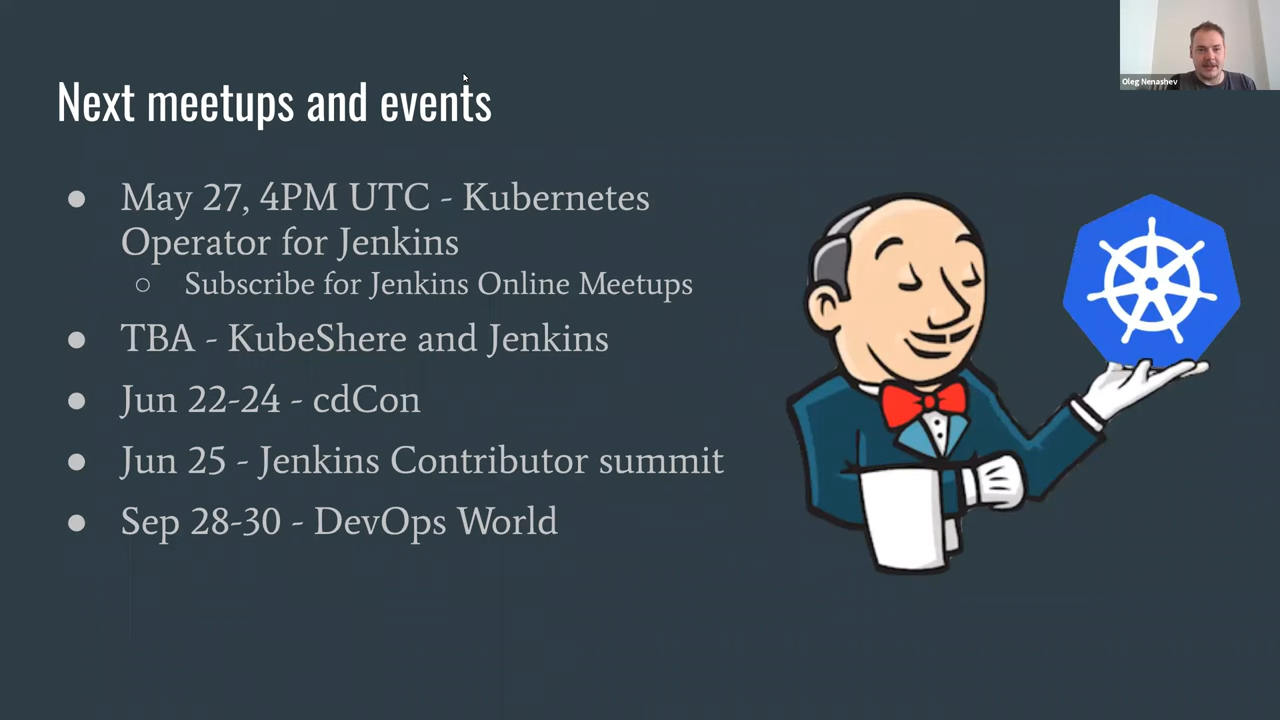 Oleg Nenashev
Next meetups and events
● May 27, 4PM UTC - Kubernetes
Operator for Jenkins
○ Subscribe for Jenkins Online Meetups
● TBA - KubeShere and Jenkins
● Jun 22-24 - cdCon
● Jun 25 - Jenkins Contributor summit
● Sep 28-30 - DevOps World